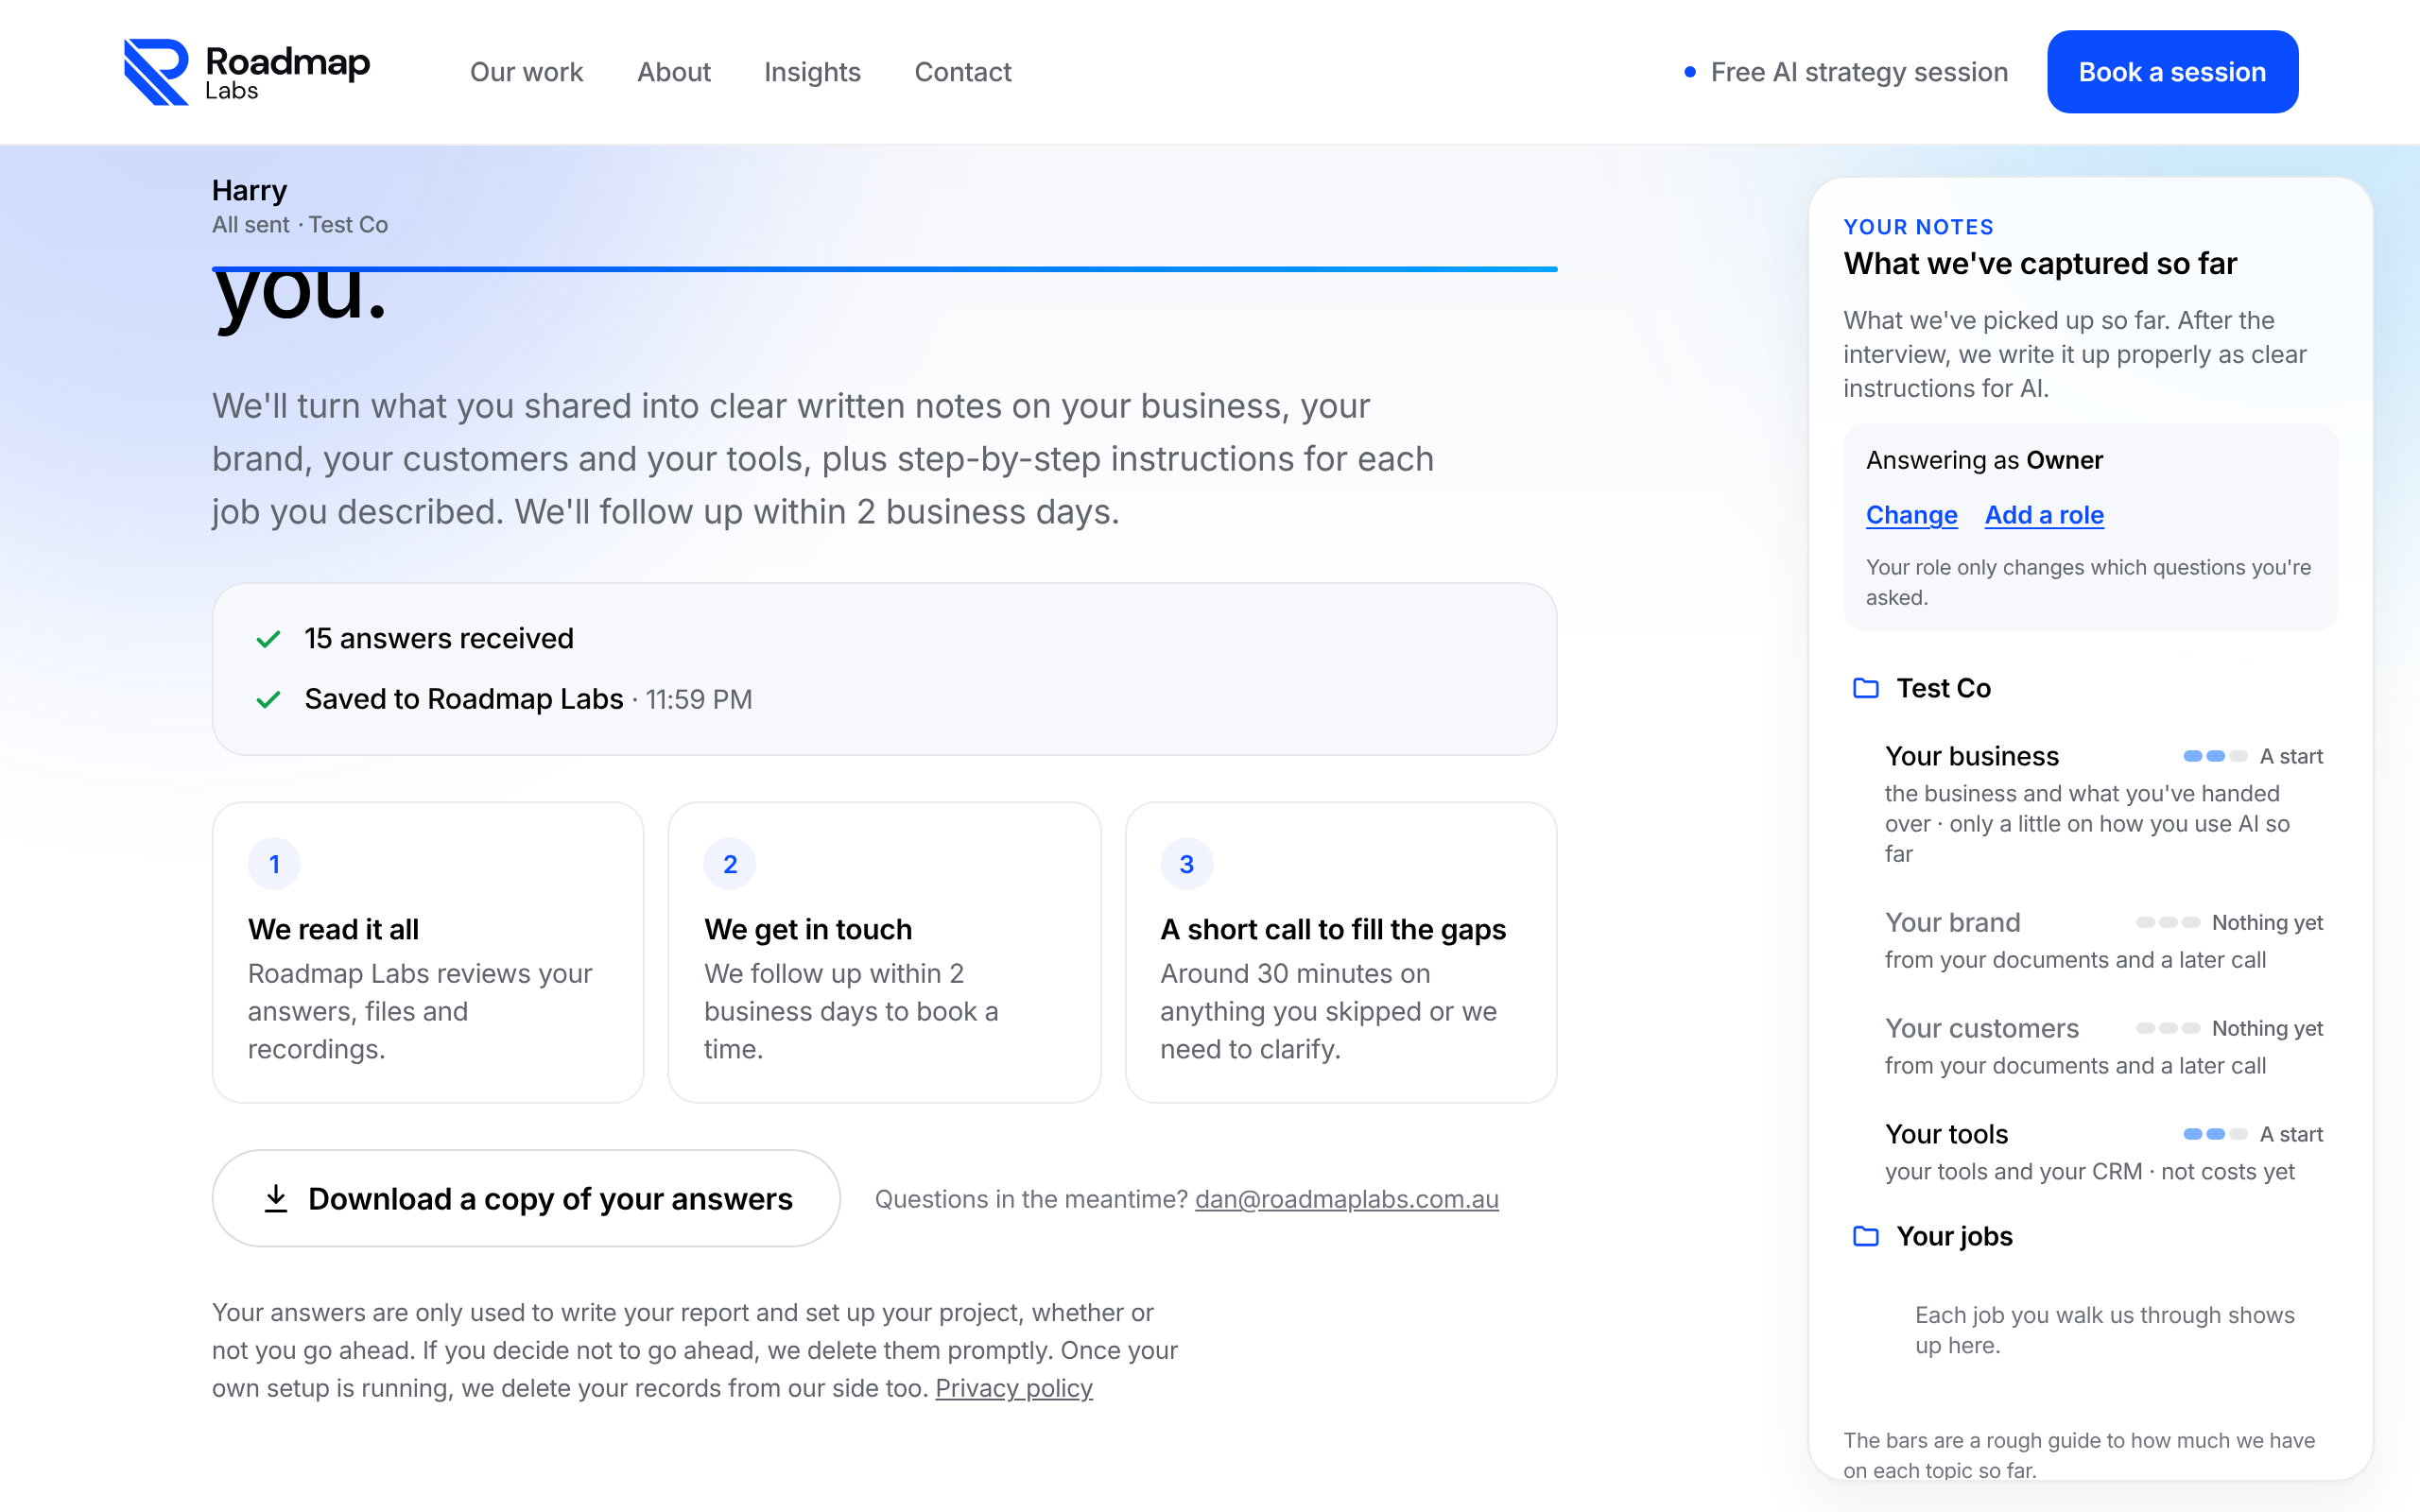 Roadmap
Labs
Our work
About
Insights
Contact
Free AI strategy session
Book a session
Harry
All sent · Test Co
you.
We'll turn what you shared into clear written notes on your business, your
brand, your customers and your tools, plus step-by-step instructions for each
job you described. We'll follow up within 2 business days.
15 answers received
Saved to Roadmap Labs · 11:59 PM
1
We read it all
Roadmap Labs reviews your
answers, files and
recordings.
2
We get in touch
We follow up within 2
business days to book a
time.
3
A short call to fill the gaps
Around 30 minutes on
anything you skipped or we
need to clarify.
Download a copy of your answers
Questions in the meantime? dan@roadmaplabs.com.au
Your answers are only used to write your report and set up your project, whether or
not you go ahead. If you decide not to go ahead, we delete them promptly. Once your
own setup is running, we delete your records from our side too. Privacy policy
YOUR NOTES
What we've captured so far
What we've picked up so far. After the
interview, we write it up properly as clear
instructions for AI.
Answering as Owner
Change
Add a role
Your role only changes which questions you're
asked.
Test Co
Your business
A start
the business and what you've handed
over · only a little on how you use AI so
far
Your brand
Nothing yet
from your documents and a later call
Your customers
Nothing yet
from your documents and a later call
Your tools
A start
your tools and your CRM · not costs yet
Your jobs
Each job you walk us through shows
up here.
The bars are a rough guide to how much we have
on each topic so far.